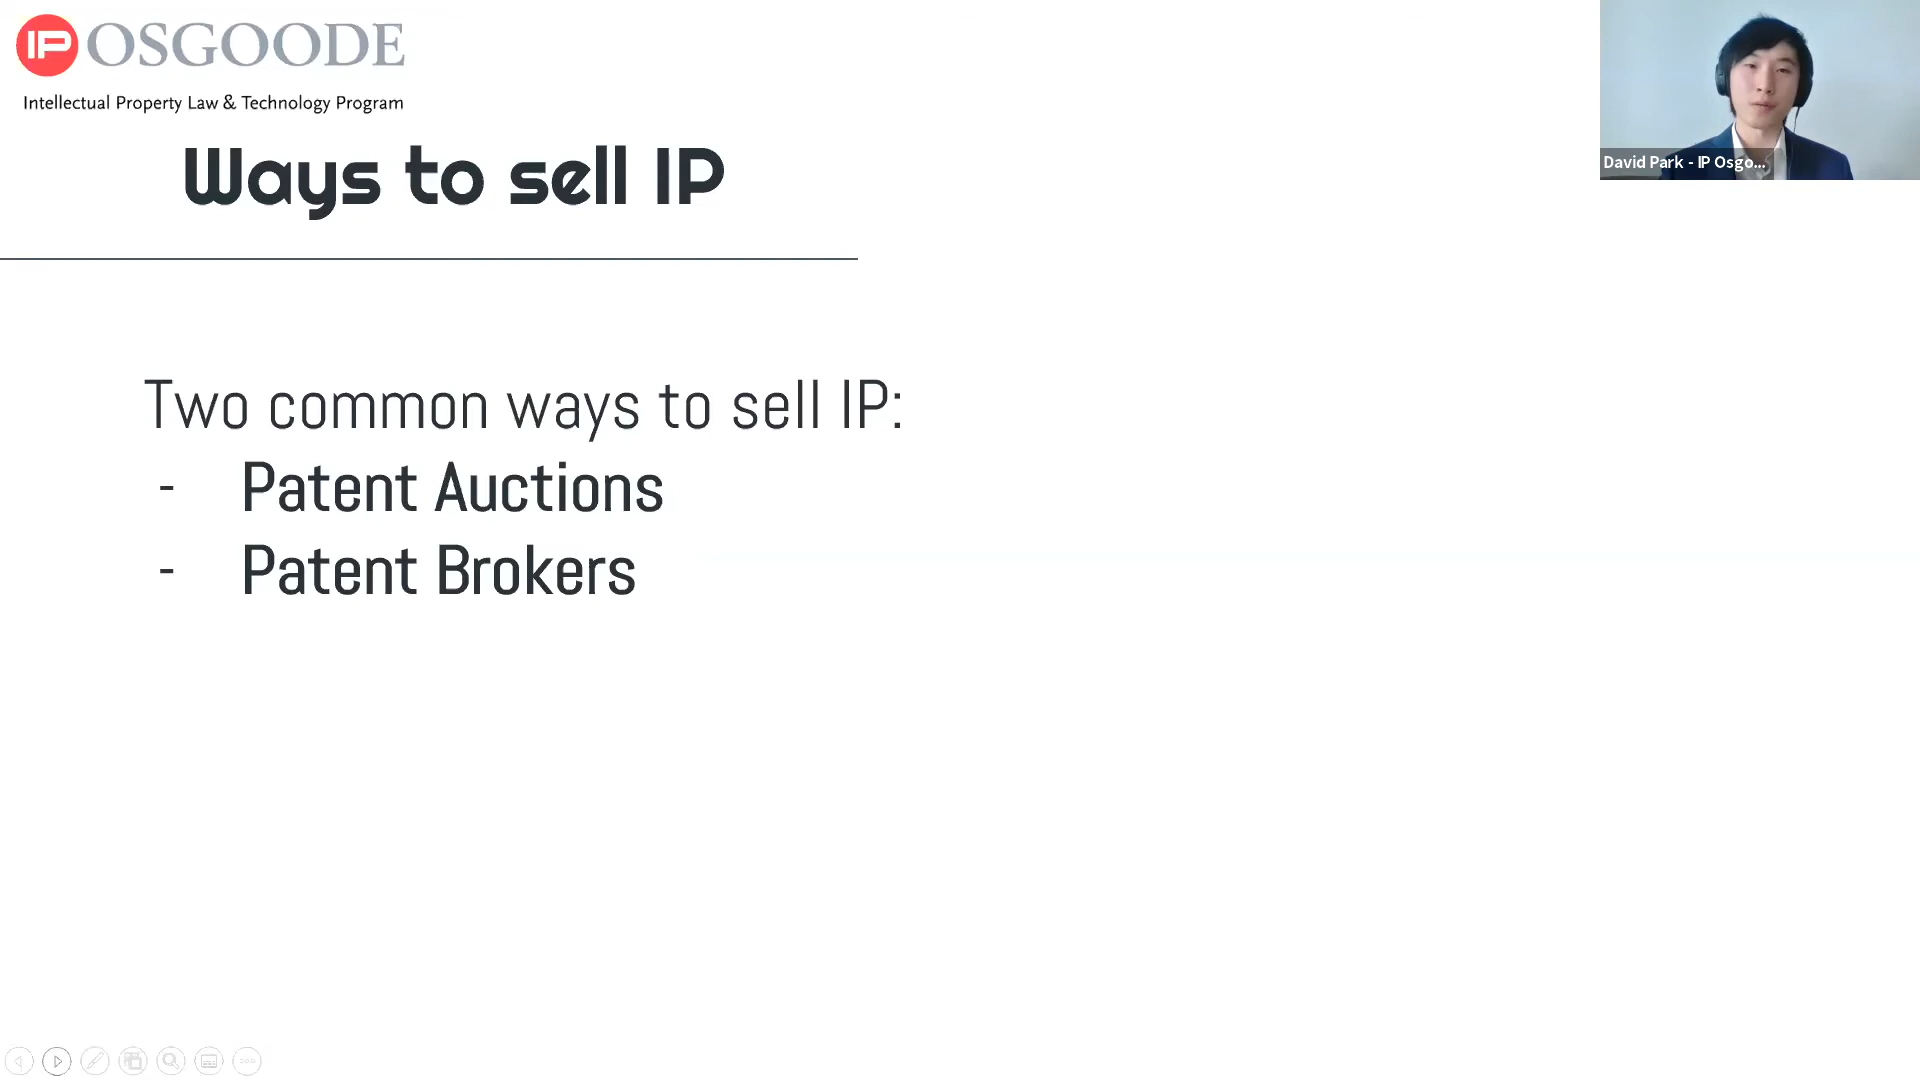 IP OSGOODE
Intellectual Property Law & Technology Program
Ways to sell IP
David Park - IP Osgo...
Two common ways to sell IP:
- Patent Auctions
- Patent Brokers